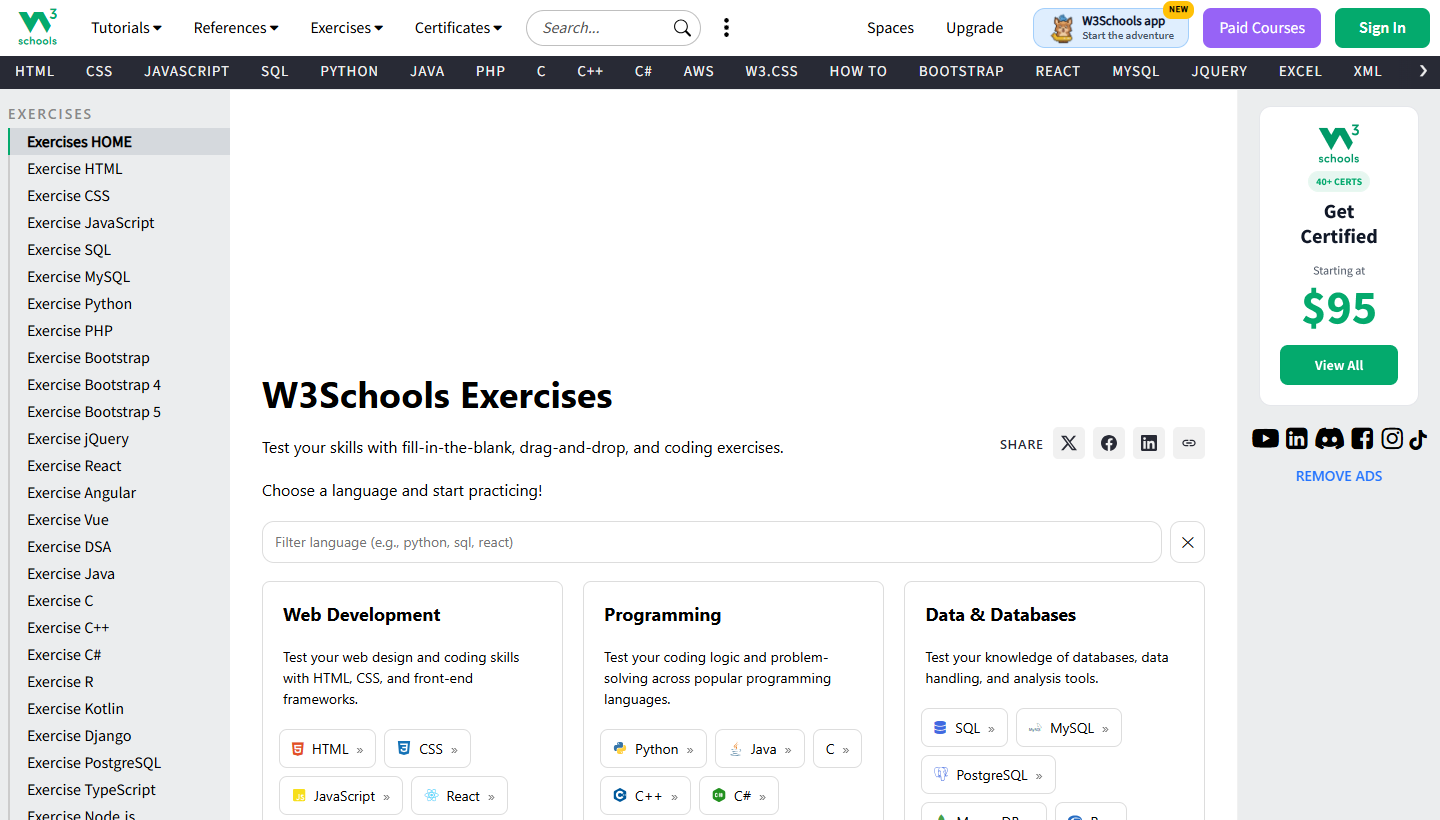 3
schools
Tutorials
References
Exercises
Certificates
Search...
Spaces
Upgrade
W3Schools app
Start the adventure
NEW
Paid Courses
Sign In
HTML CSS JAVASCRIPT SQL PYTHON JAVA PHP C C++ C# AWS W3.CSS HOW TO BOOTSTRAP REACT MYSQL JQUERY EXCEL XML
EXERCISES
Exercises HOME
Exercise HTML
Exercise CSS
Exercise JavaScript
Exercise SQL
Exercise MySQL
Exercise Python
Exercise PHP
Exercise Bootstrap
Exercise Bootstrap 4
Exercise Bootstrap 5
Exercise jQuery
Exercise React
Exercise Angular
Exercise Vue
Exercise DSA
Exercise Java
Exercise C
Exercise C++
Exercise C#
Exercise R
Exercise Kotlin
Exercise Django
Exercise PostgreSQL
Exercise TypeScript
Exercise Node.js
W3Schools Exercises
Test your skills with fill-in-the-blank, drag-and-drop, and coding exercises.
SHARE
Choose a language and start practicing!
Filter language (e.g., python, sql, react)
Web Development
Test your web design and coding skills
with HTML, CSS, and front-end
frameworks.
HTML »
CSS »
JavaScript »
React »
Programming
Test your coding logic and problem-
solving across popular programming
languages.
Python »
Java »
C »
C++ »
C# »
Data & Databases
Test your knowledge of databases, data
handling, and analysis tools.
SQL »
MySQL »
PostgreSQL »
3
schools
40+ CERTS
Get
Certified
Starting at
$95
View All
REMOVE ADS